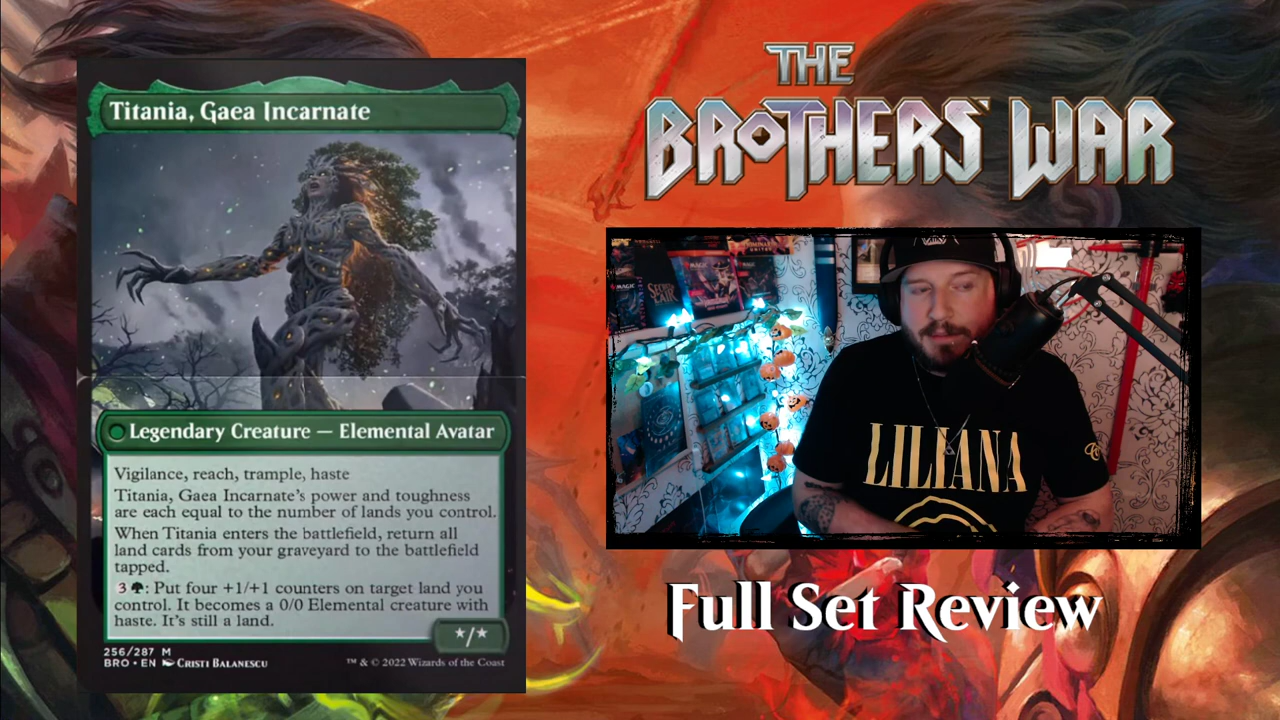 Titania, Gaea Incarnate
Legendary Creature — Elemental Avatar
Vigilance, reach, trample, haste
Titania, Gaea Incarnate's power and toughness
are each equal to the number of lands you control.
When Titania enters the battlefield, return all
land cards from your graveyard to the battlefield
tapped.
3: Put four +1/+1 counters on target land you
control. It becomes a 0/0 Elemental creature with
haste. It's still a land.
★/★
256/287 M
BRO • EN CRISTI BALANESCU
™ & © 2022 Wizards of the Coast
THE
BROTHERS' WAR
MAGIC
SECRET
LAIR
LILIANA
Full Set Review